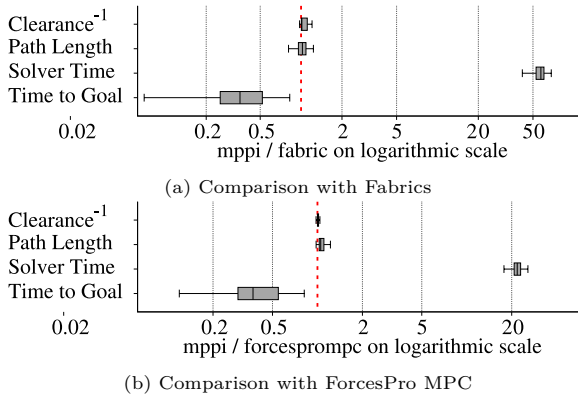 Clearance-1
Path Length
Solver Time
Time to Goal
0.02 0.2 0.5 2 5 20 50
mppi / fabric on logarithmic scale
(a) Comparison with Fabrics
Clearance-1
Path Length
Solver Time
Time to Goal
0.02 0.2 0.5 2 5 20
mppi / forcesprompc on logarithmic scale
(b) Comparison with ForcesPro MPC